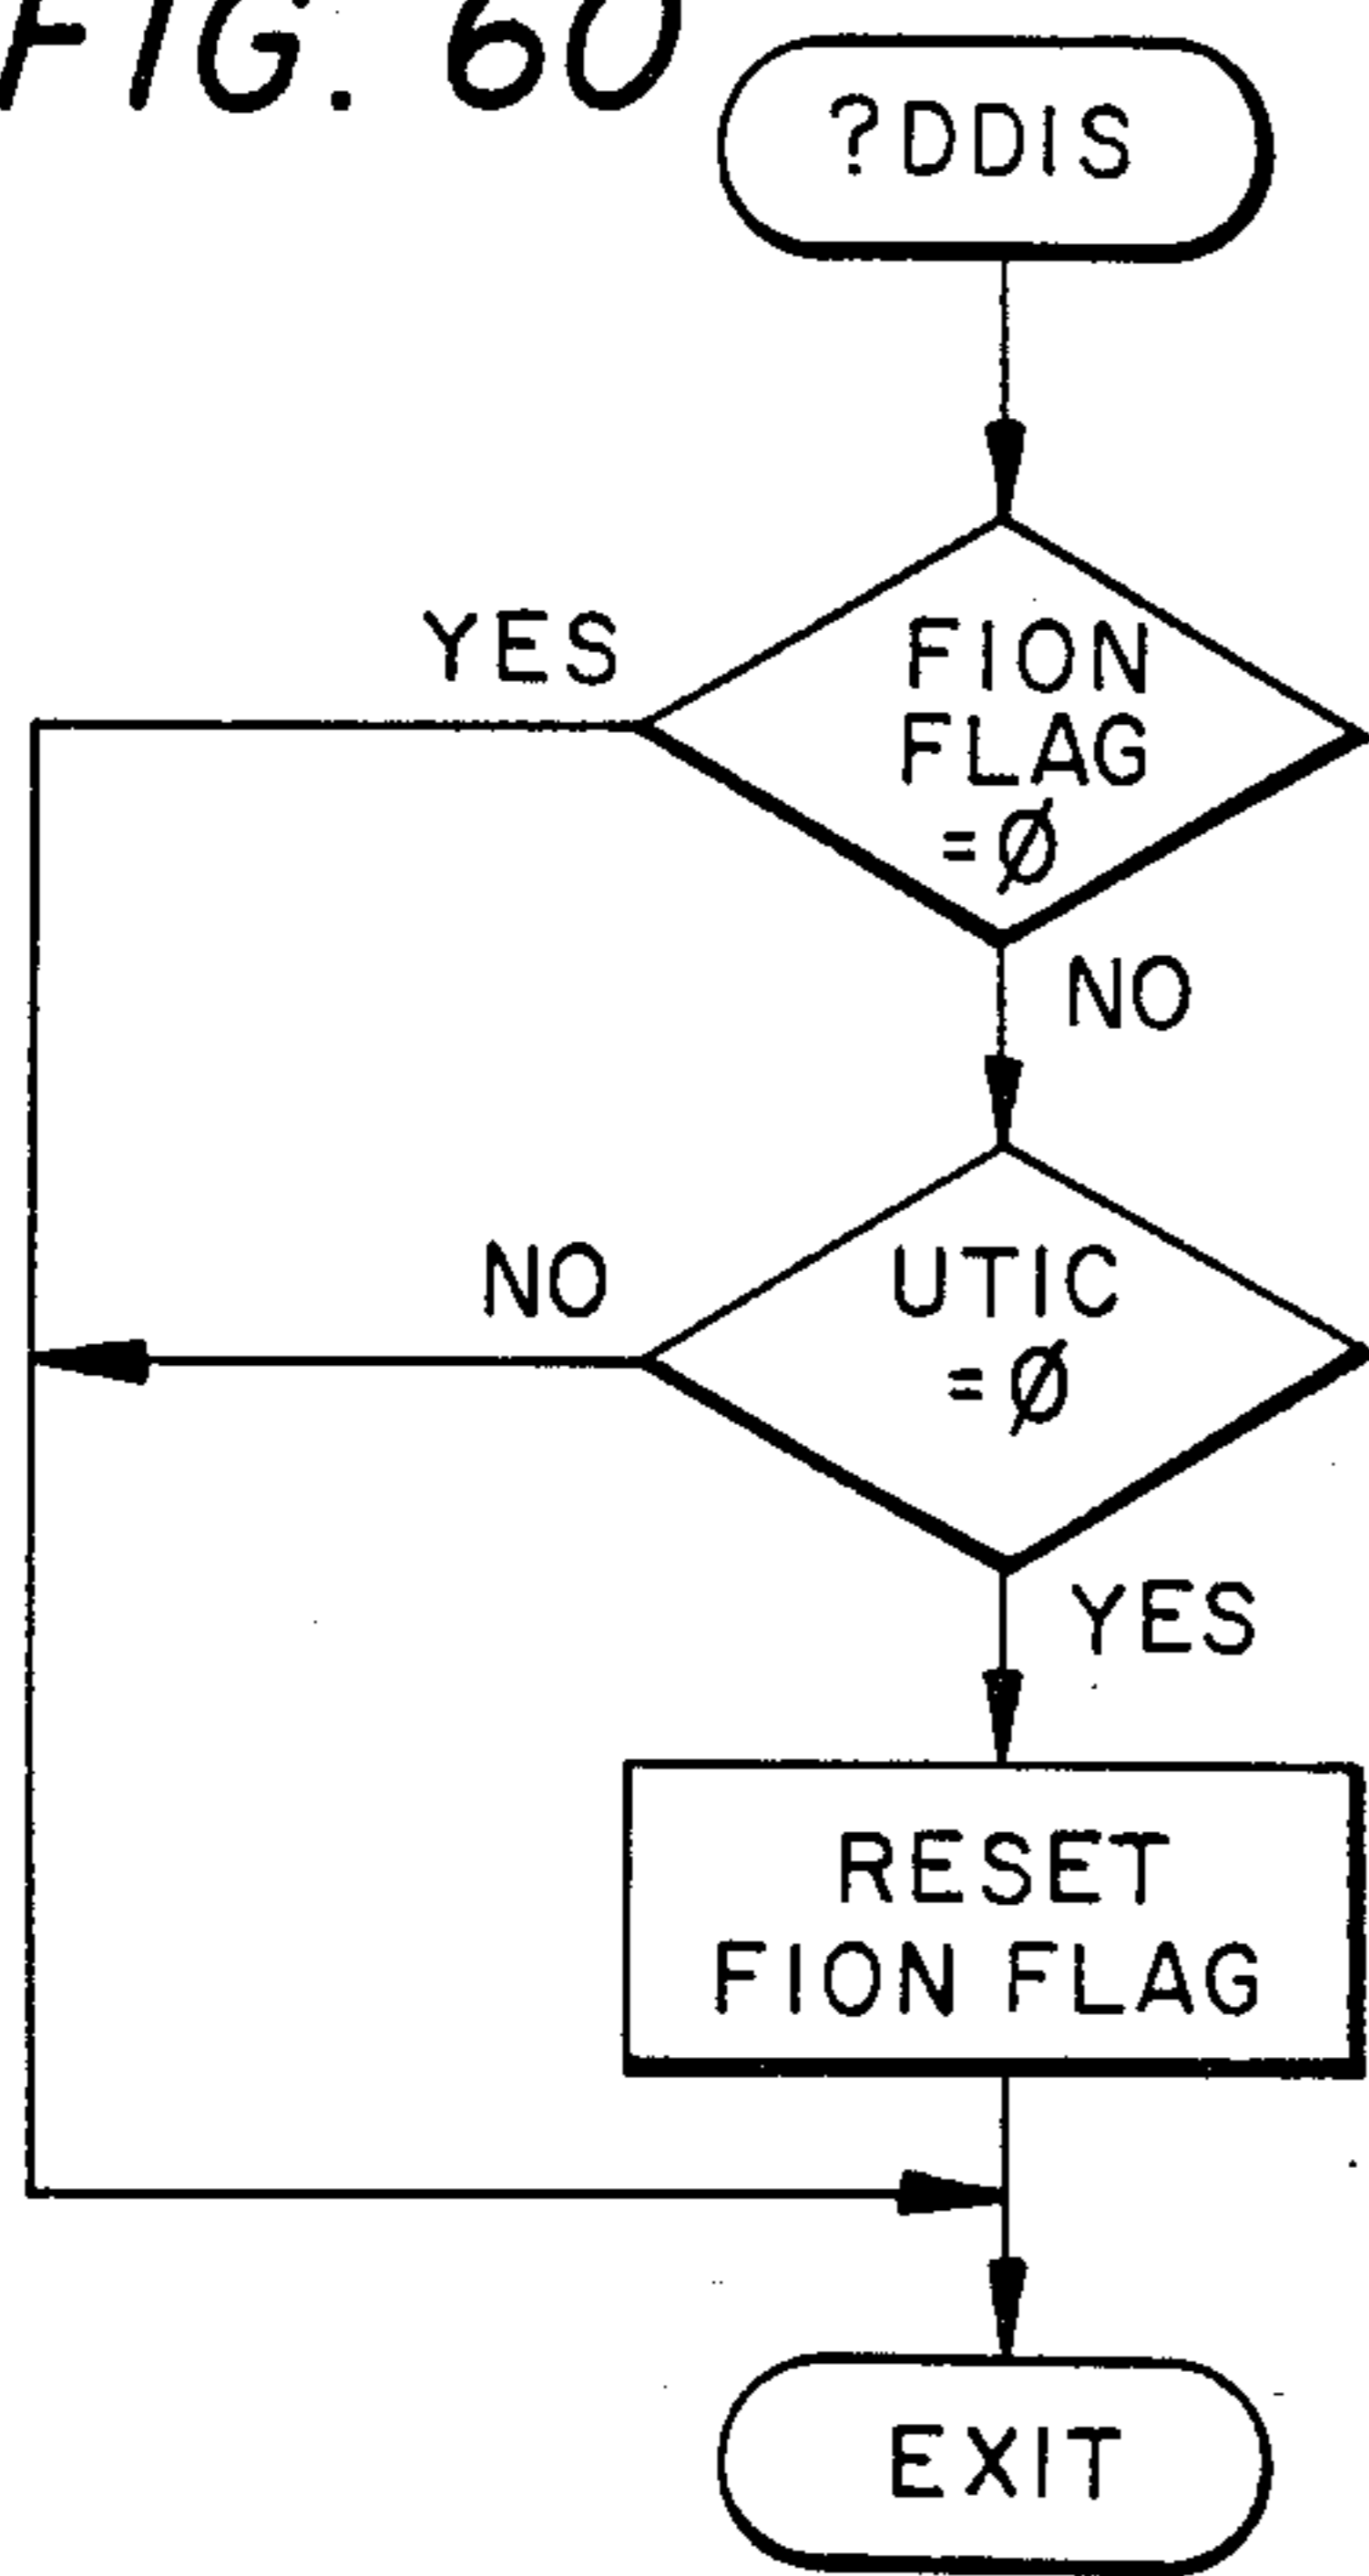 FIG. 60
?DDIS
YES
FION
FLAG
=Ø
NO
NO
UTIC
=Ø
YES
RESET
FION FLAG
EXIT